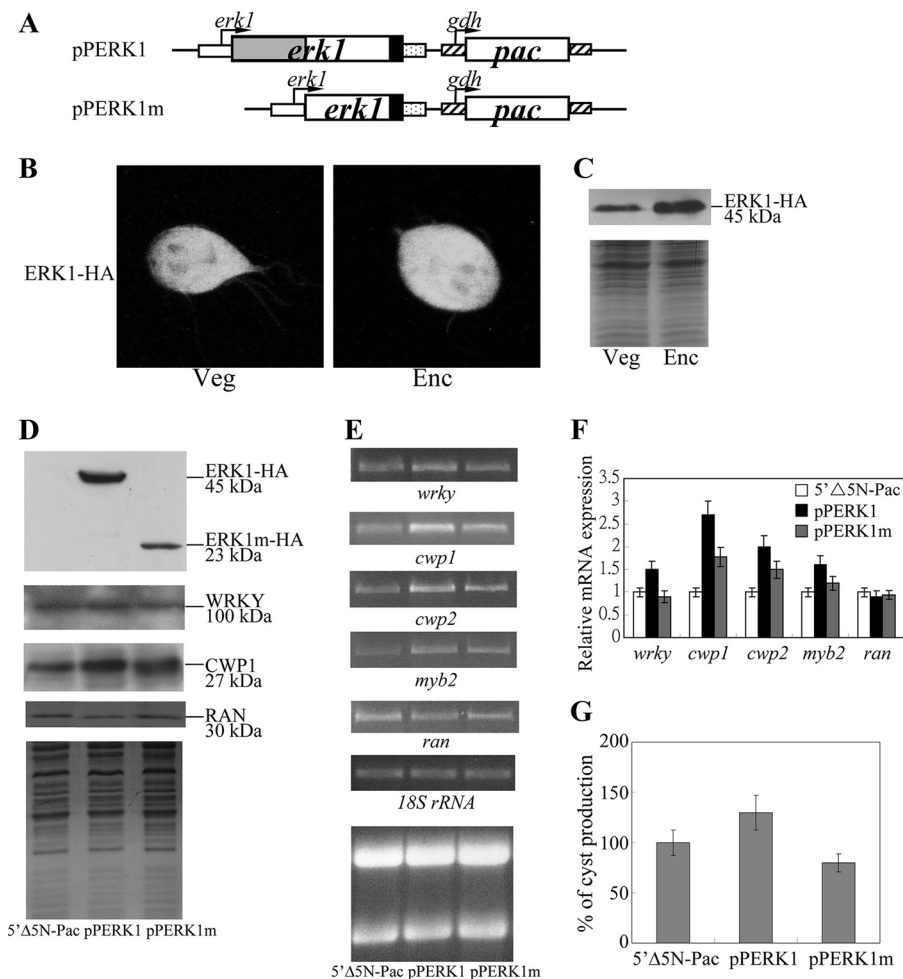 A
erk1
gdh
pPERK1
erk1
pac
erk1
gdh
pPERK1m
erk1
pac
B
C
ERK1-HA
45 kDa
ERK1-HA
Veg
Enc
Veg Enc
D
ERK1-HA
45 kDa
ERK1m-HA
23 kDa
WRKY
100 kDa
CWP1
27 kDa
RAN
30 kDa
5'Δ5N-Pac pPERK1 pPERK1m
E
wrky
cwp1
cwp2
myb2
ran
18S rRNA
5'Δ5N-Pac pPERK1 pPERK1m
F
Relative mRNA expression
3.5
3
2.5
2
1.5
1
0.5
0
5'△5N-Pac
pPERK1
pPERK1m
wrky cwp1 cwp2 myb2 ran
G
% of cyst production
200
150
100
50
0
5'Δ5N-Pac pPERK1 pPERK1m